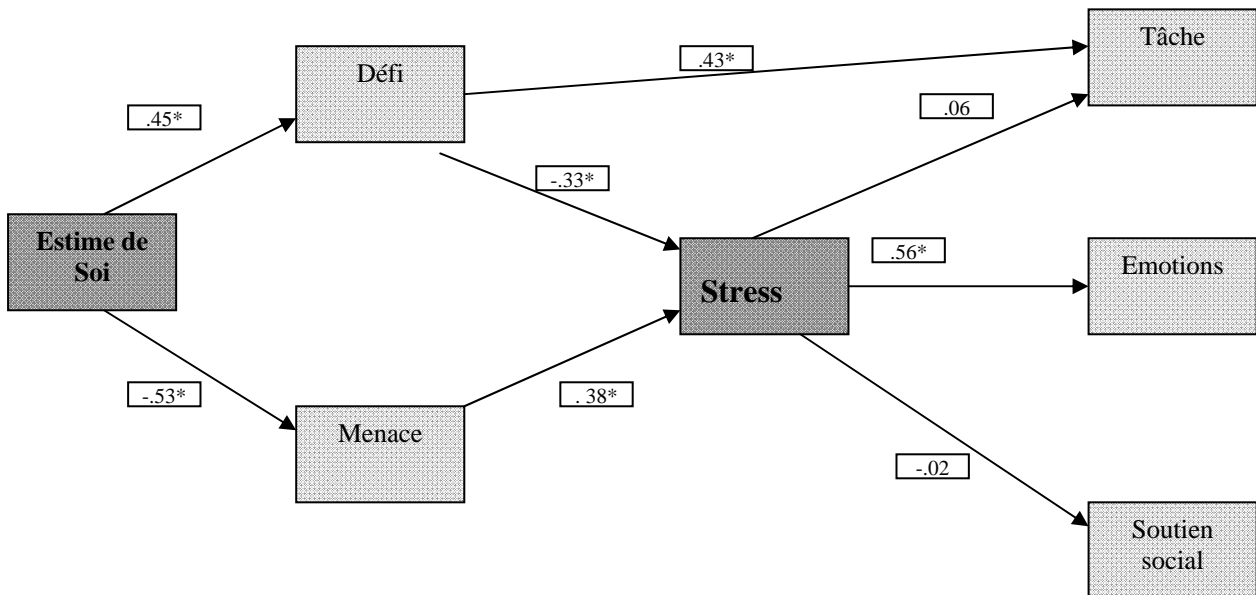 Tâche
Défi
.43*
.45*
.06
-.33*
Estime de
Soi
.56*
Emotions
Stress
-.53*
. 38*
Menace
-.02
Soutien
social